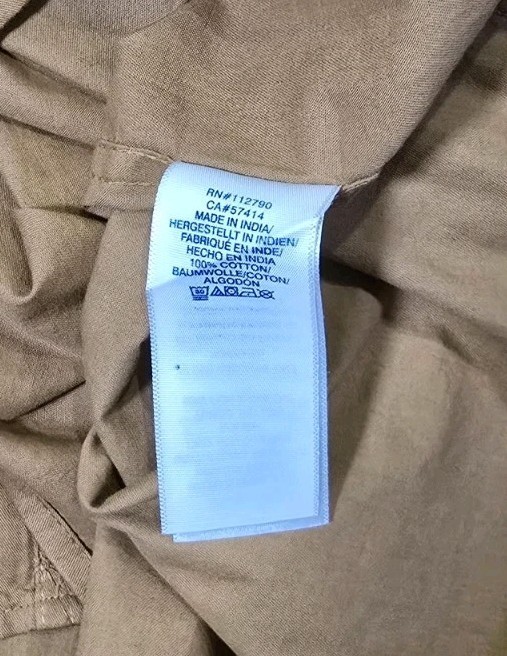 RN#112790
CA#57414
MADE IN INDIA/
HERGESTELLT IN INDIEN/
FABRIQUÉ EN INDE/
HECHO EN INDIA
100% COTTON/
BAUMWOLLE/COTON/
ALGODÓN
30